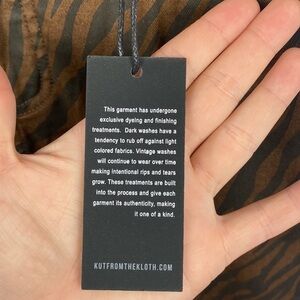 This garment has undergone
exclusive dyeing and finishing
treatments. Dark washes have a
tendency to rub off against light
colored fabrics. Vintage washes
will continue to wear over time
making intentional rips and tears
grow. These treatments are built
into the process and give each
garment its authenticity, making
it one of a kind.
KUTFROMTHEKLOTH.COM